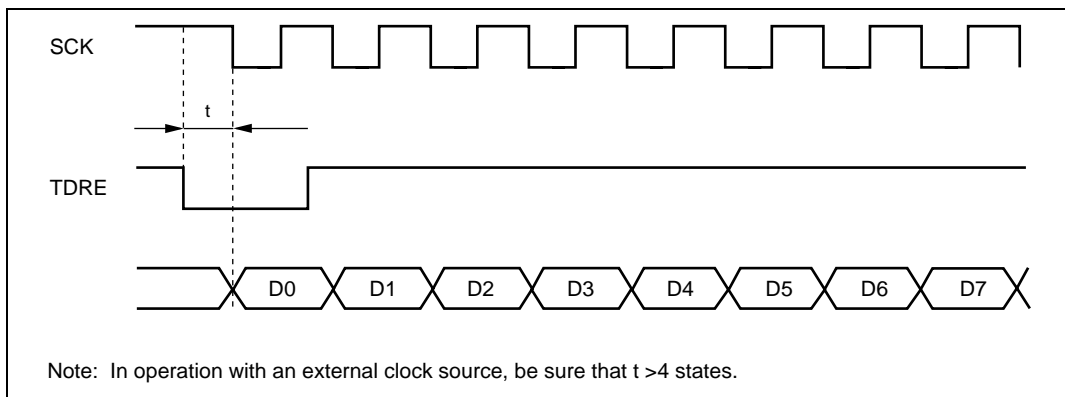 SCK
t
TDRE
D0 D1 D2 D3 D4 D5 D6 D7
Note: In operation with an external clock source, be sure that t >4 states.